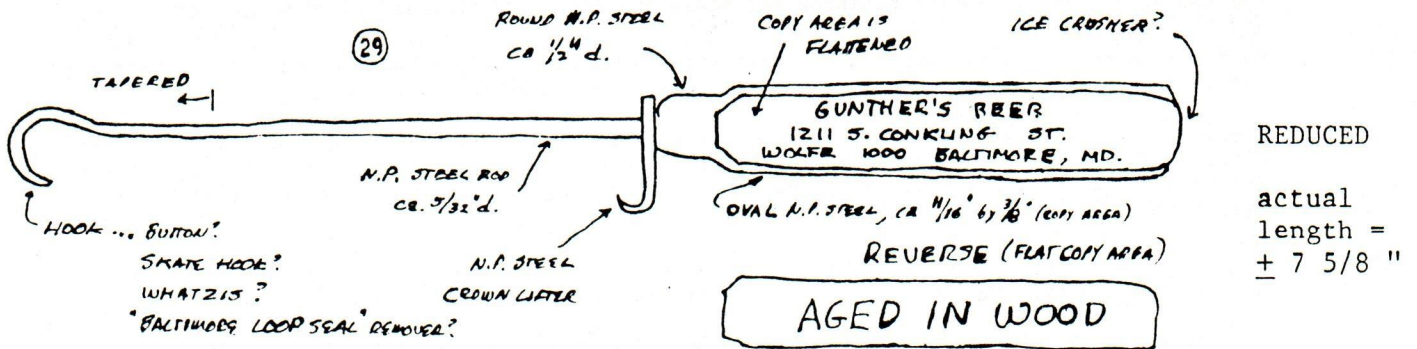 29
TAPERED
ROUND N.P. STEEL
ca 1/2" d.
COPY AREA IS
FLATTENED
ICE CRUSHER?
GUNTHER'S BEER
1211 S. CONKLING ST.
WOLFE 1000 BALTIMORE, MD.
REDUCED
actual
length =
± 7 5/8 "
N.P. STEEL ROD
ca. 5/32" d.
OVAL N.P. STEEL, ca 11/16" by 3/8" (COPY AREA)
HOOK ... BUTTON?
SKATE HOOK?
WHATZIS?
"BALTIMORE LOOP SEAL" REMOVER?
N.P. STEEL
CROWN LIFTER
REVERSE (FLAT COPY AREA)
AGED IN WOOD